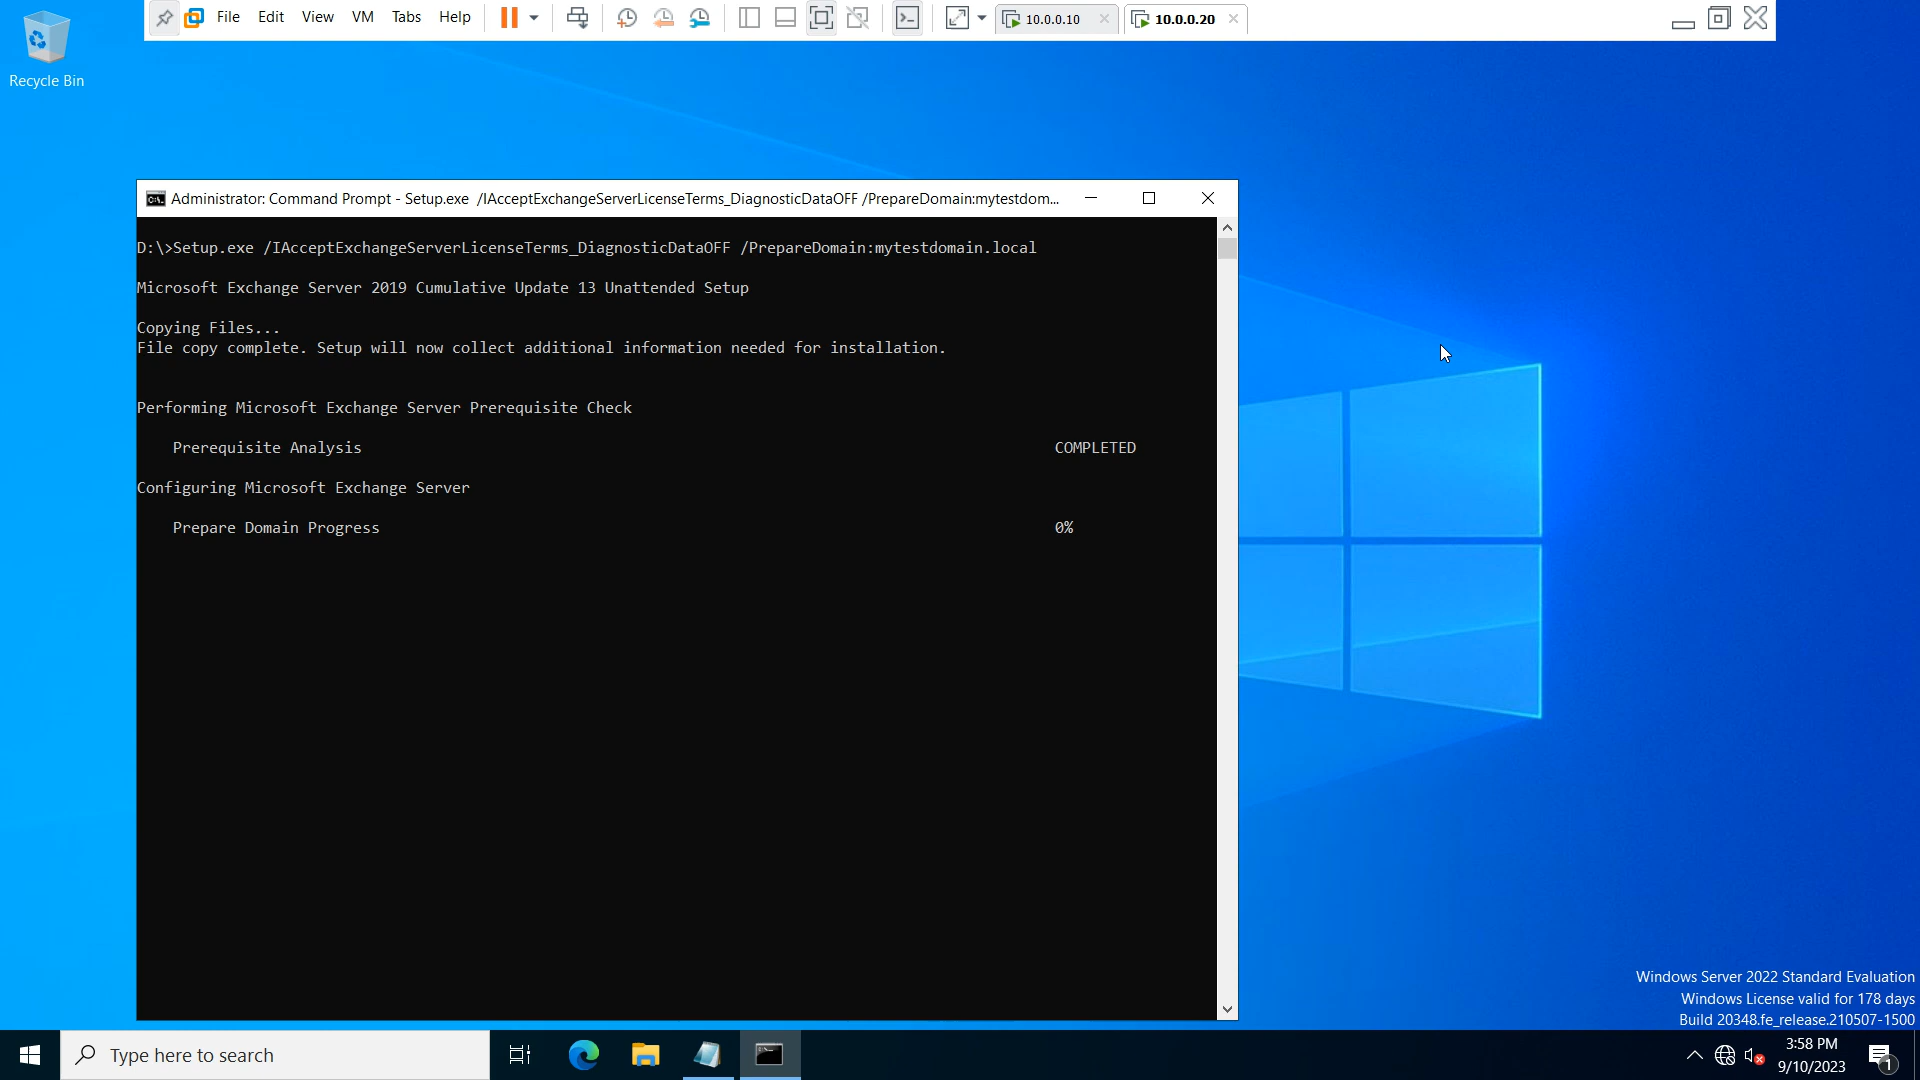 File Edit View VM Tabs Help 10.0.0.10 10.0.0.20
Recycle Bin
Administrator: Command Prompt - Setup.exe /IAcceptExchangeServerLicenseTerms_DiagnosticDataOFF /PrepareDomain:mytestdom...
D:\>Setup.exe /IAcceptExchangeServerLicenseTerms_DiagnosticDataOFF /PrepareDomain:mytestdomain.local
Microsoft Exchange Server 2019 Cumulative Update 13 Unattended Setup
Copying Files...
File copy complete. Setup will now collect additional information needed for installation.
Performing Microsoft Exchange Server Prerequisite Check
Prerequisite Analysis COMPLETED
Configuring Microsoft Exchange Server
Prepare Domain Progress 0%
Windows Server 2022 Standard Evaluation
Windows License valid for 178 days
Build 20348.fe_release.210507-1500
Type here to search
3:58 PM
9/10/2023
1